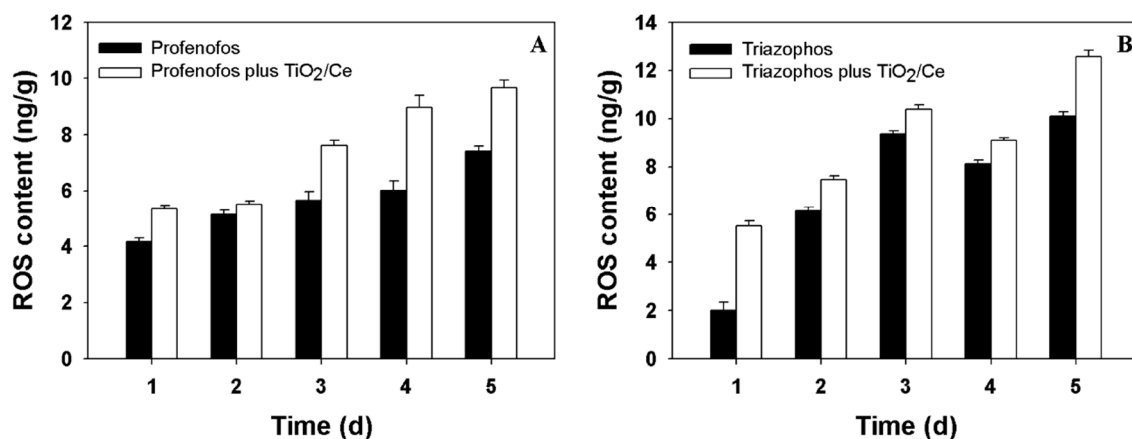 ROS content (ng/g)
12
10
8
6
4
2
0
A
Profenofos
Profenofos plus TiO2/Ce
1 2 3 4 5
Time (d)
ROS content (ng/g)
14
12
10
8
6
4
2
0
B
Triazophos
Triazophos plus TiO2/Ce
1 2 3 4 5
Time (d)